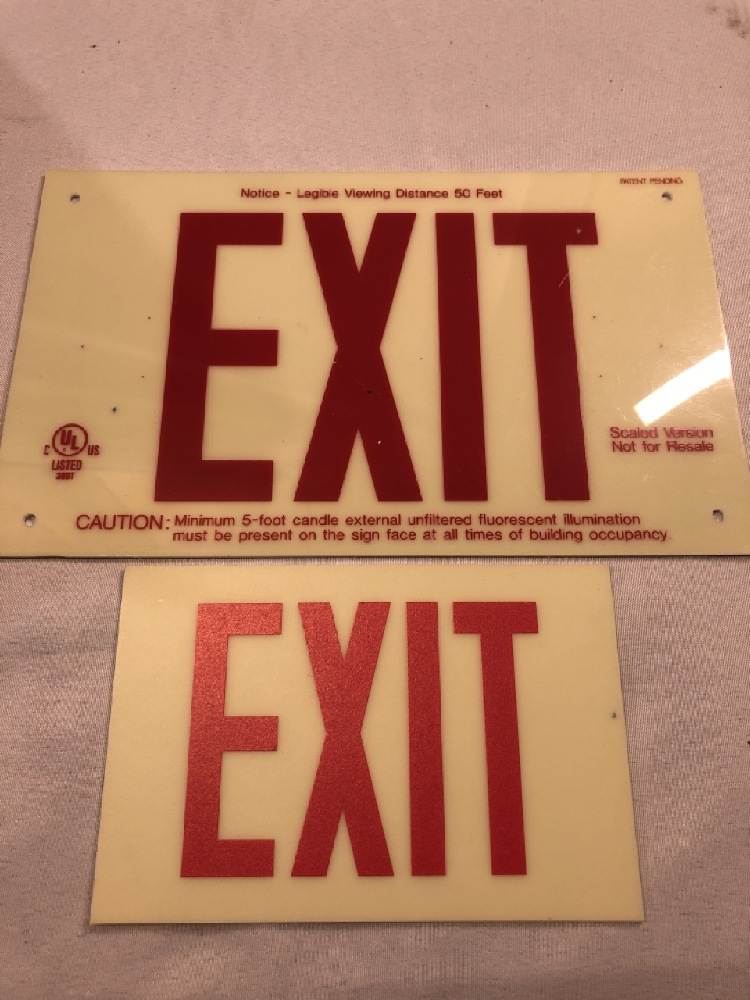 PATENT PENDING
Notice - Legible Viewing Distance 50 Feet
EXIT
C UL US
LISTED
Scaled Version
Not for Resale
CAUTION: Minimum 5-foot candle external unfiltered fluorescent illumination
must be present on the sign face at all times of building occupancy.
EXIT